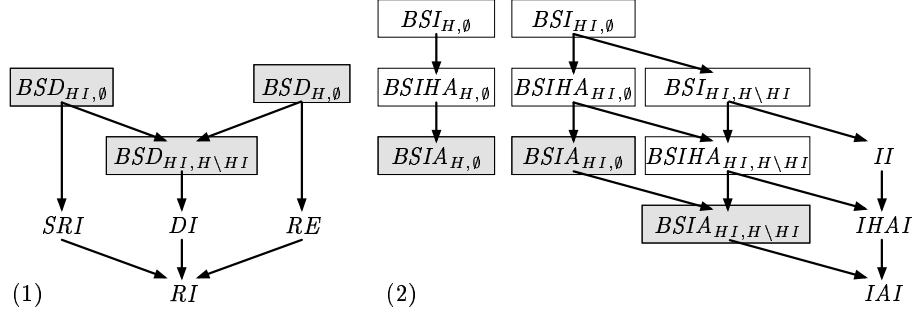 BSI_{H,∅} BSI_{HI,∅}
BSD_{HI,∅} BSD_{H,∅} BSIHA_{H,∅} BSIHA_{HI,∅} BSI_{HI,H\HI}
BSD_{HI,H\HI} BSIA_{H,∅} BSIA_{HI,∅} BSIHA_{HI,H\HI} II
SRI DI RE BSIA_{HI,H\HI} IHAI
(1) RI (2) IAI